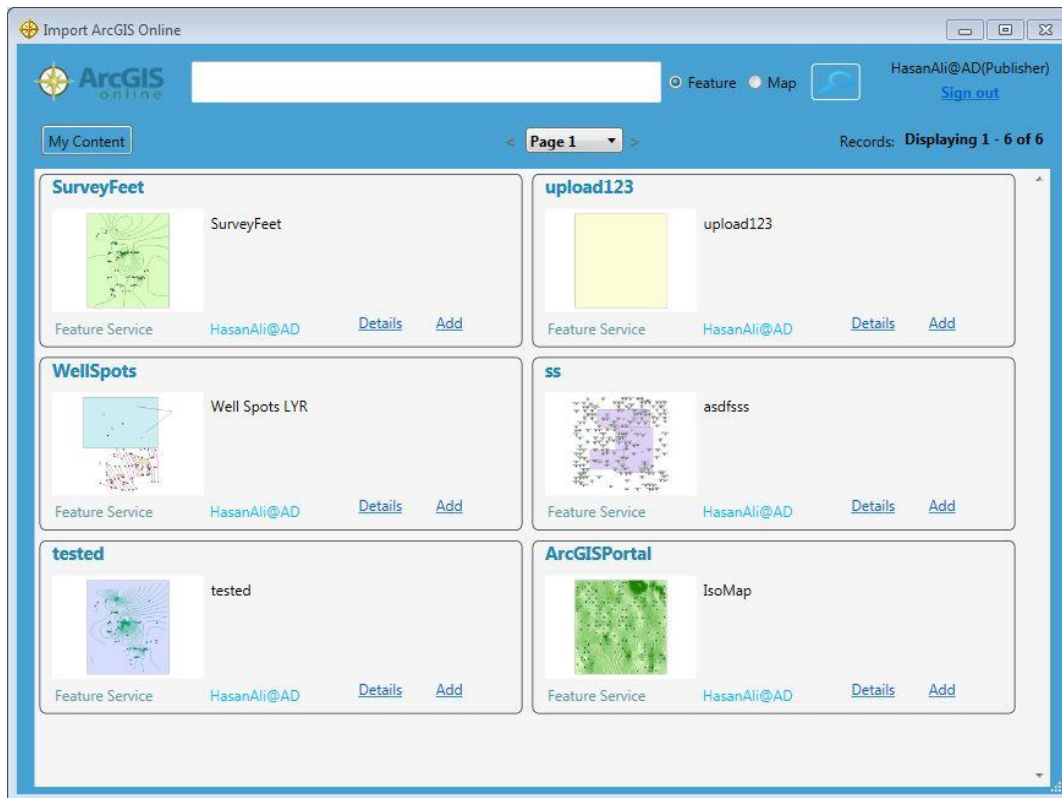 Import ArcGIS Online
ArcGIS
online
Feature
Map
HasanAli@AD(Publisher)
Sign out
My Content
<
Page 1
>
Records: Displaying 1 - 6 of 6
SurveyFeet
SurveyFeet
Feature Service
HasanAli@AD
Details
Add
upload123
upload123
Feature Service
HasanAli@AD
Details
Add
WellSpots
Well Spots LYR
Feature Service
HasanAli@AD
Details
Add
ss
asdfsss
Feature Service
HasanAli@AD
Details
Add
tested
tested
Feature Service
HasanAli@AD
Details
Add
ArcGISPortal
IsoMap
Feature Service
HasanAli@AD
Details
Add